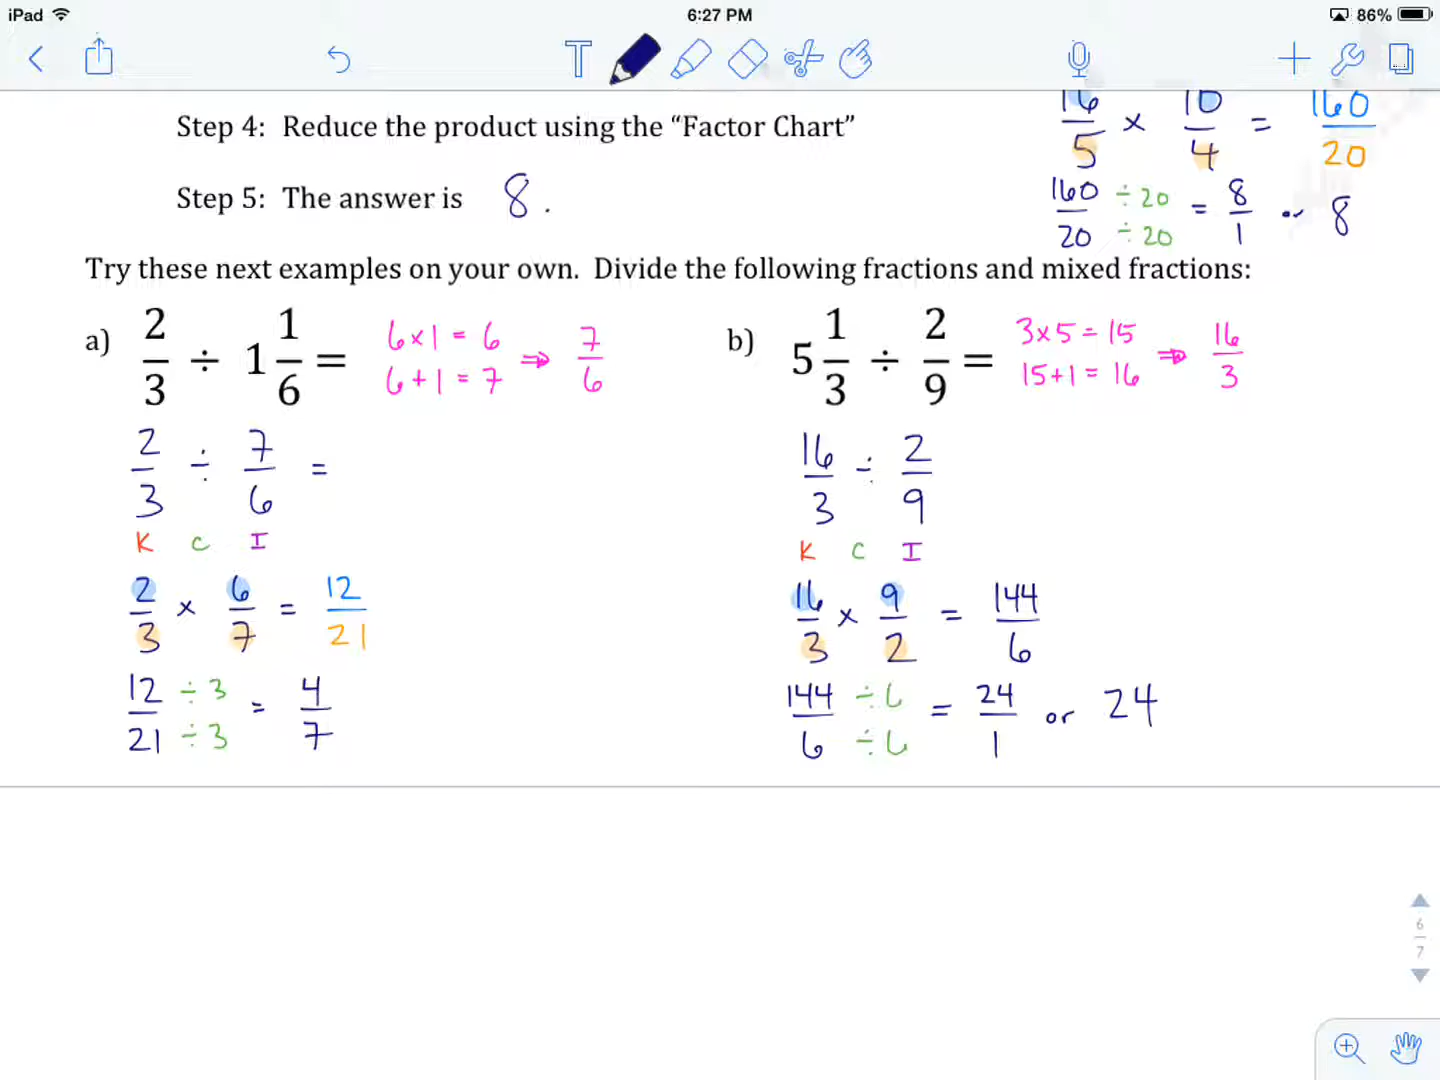 iPad 6:27 PM 86%
T
16/5 × 10/4 = 160/20
Step 4: Reduce the product using the “Factor Chart”
160/20 ÷20/÷20 = 8/1 or 8
Step 5: The answer is 8.
Try these next examples on your own. Divide the following fractions and mixed fractions:
a) 2/3 ÷ 1 1/6 =
6×1 = 6
6+1 = 7 ⇒ 7/6
2/3 ÷ 7/6 =
K C I
2/3 × 6/7 = 12/21
12/21 ÷3/÷3 = 4/7
b) 5 1/3 ÷ 2/9 =
3×5 = 15
15+1 = 16 ⇒ 16/3
16/3 ÷ 2/9
K C I
16/3 × 9/2 = 144/6
144/6 ÷6/÷6 = 24/1 or 24
6/7